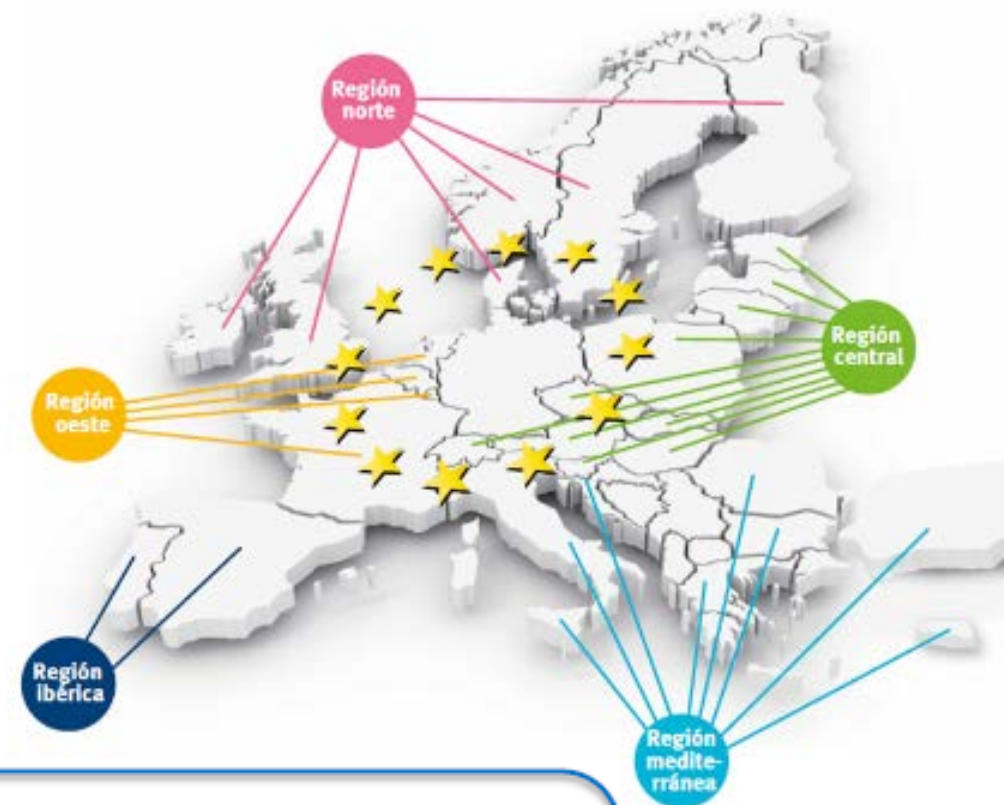 Región
norte
Región
central
Región
oeste
Región
ibérica
Región
medite-
rránea